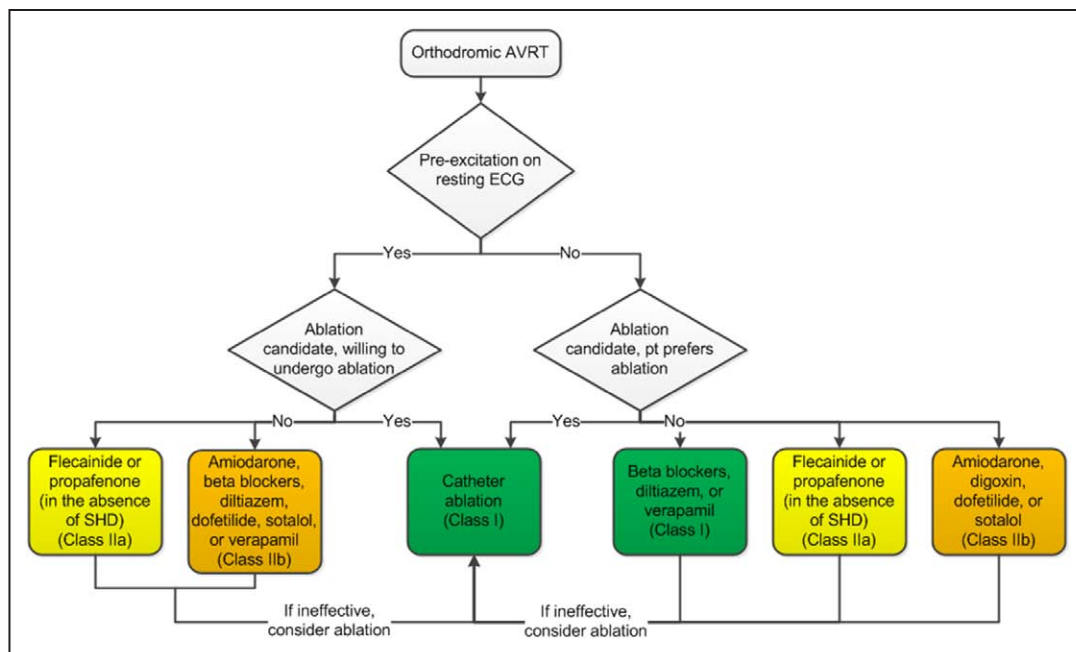 Orthodromic AVRT
Pre-excitation on
resting ECG
Yes
No
Ablation
candidate, willing to
undergo ablation
Ablation
candidate, pt prefers
ablation
No
Yes
Yes
No
Flecainide or
propafenone
(in the absence
of SHD)
(Class IIa)
Amiodarone,
beta blockers,
diltiazem,
dofetilide, sotalol,
or verapamil
(Class IIb)
Catheter
ablation
(Class I)
Beta blockers,
diltiazem, or
verapamil
(Class I)
Flecainide or
propafenone
(in the absence
of SHD)
(Class IIa)
Amiodarone,
digoxin,
dofetilide, or
sotalol
(Class IIb)
If ineffective,
consider ablation
If ineffective,
consider ablation